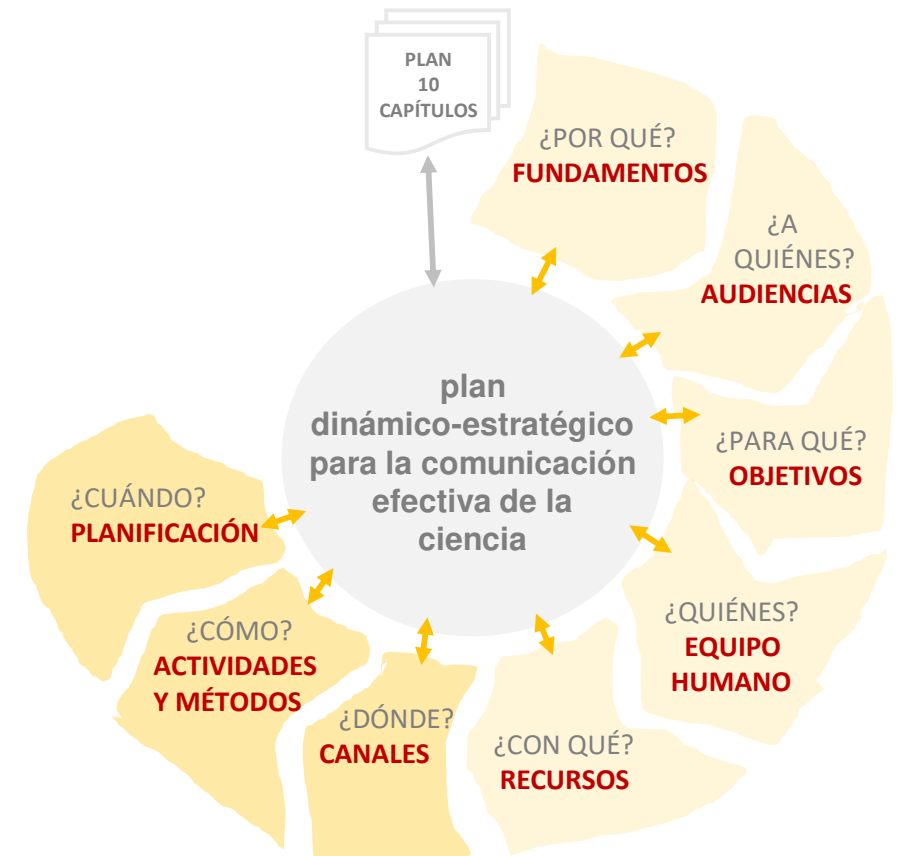 PLAN
10
CAPÍTULOS
¿POR QUÉ?
FUNDAMENTOS
¿A
QUIÉNES?
AUDIENCIAS
¿PARA QUÉ?
OBJETIVOS
¿QUIÉNES?
EQUIPO
HUMANO
¿CON QUÉ?
RECURSOS
¿DÓNDE?
CANALES
¿CÓMO?
ACTIVIDADES
Y MÉTODOS
¿CUÁNDO?
PLANIFICACIÓN
plan
dinámico-estratégico
para la comunicación
efectiva de la
ciencia